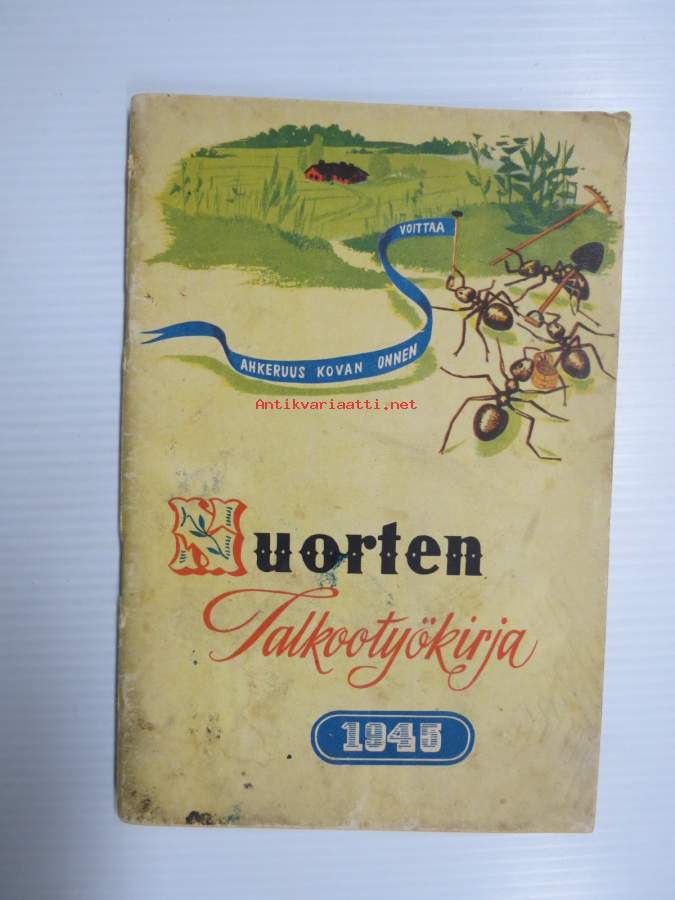 VOITTAA
AHKERUUS KOVAN ONNEN
Antikvariaatti.net
Nuorten
Talkootyökirja
1945